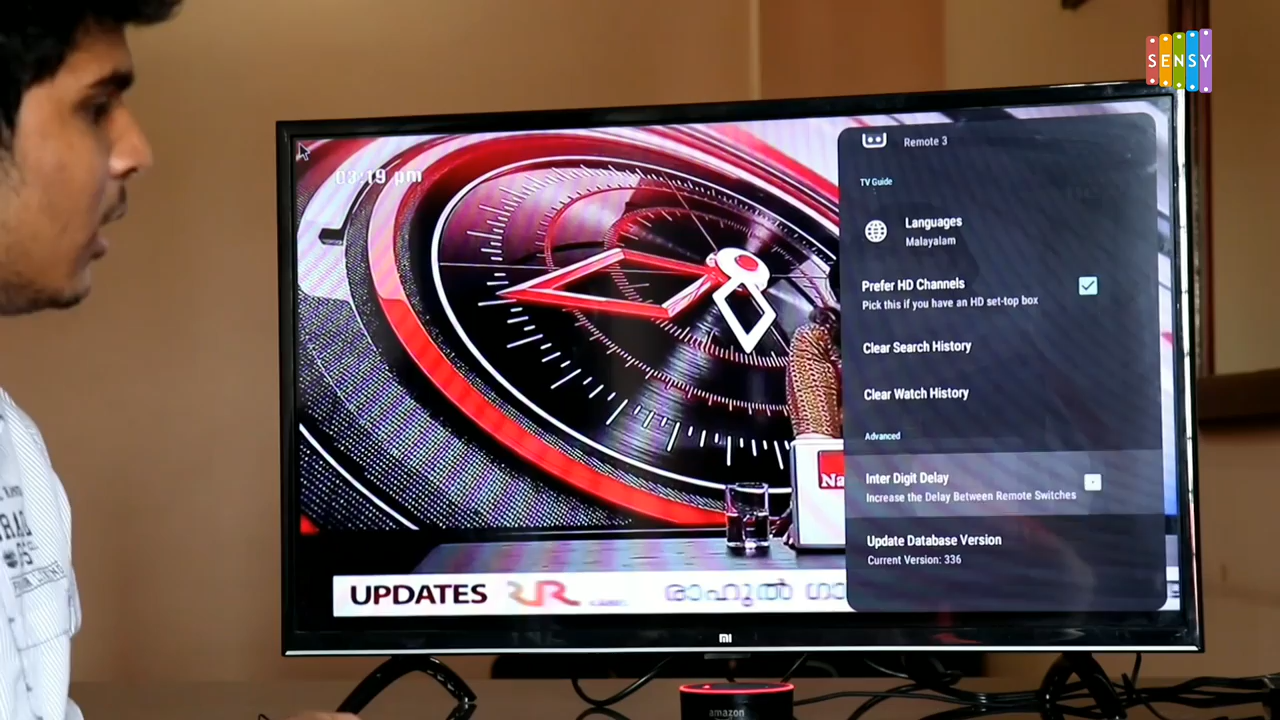 SENSY
Remote 3
03:19 pm
TV Guide
Languages
Malayalam
Prefer HD Channels
Pick this if you have an HD set-top box
Clear Search History
Clear Watch History
Advanced
Inter Digit Delay
Increase the Delay Between Remote Switches
Update Database Version
Current Version: 336
Na
UPDATES
രാഹുൽ ഗാ
MI
amazon